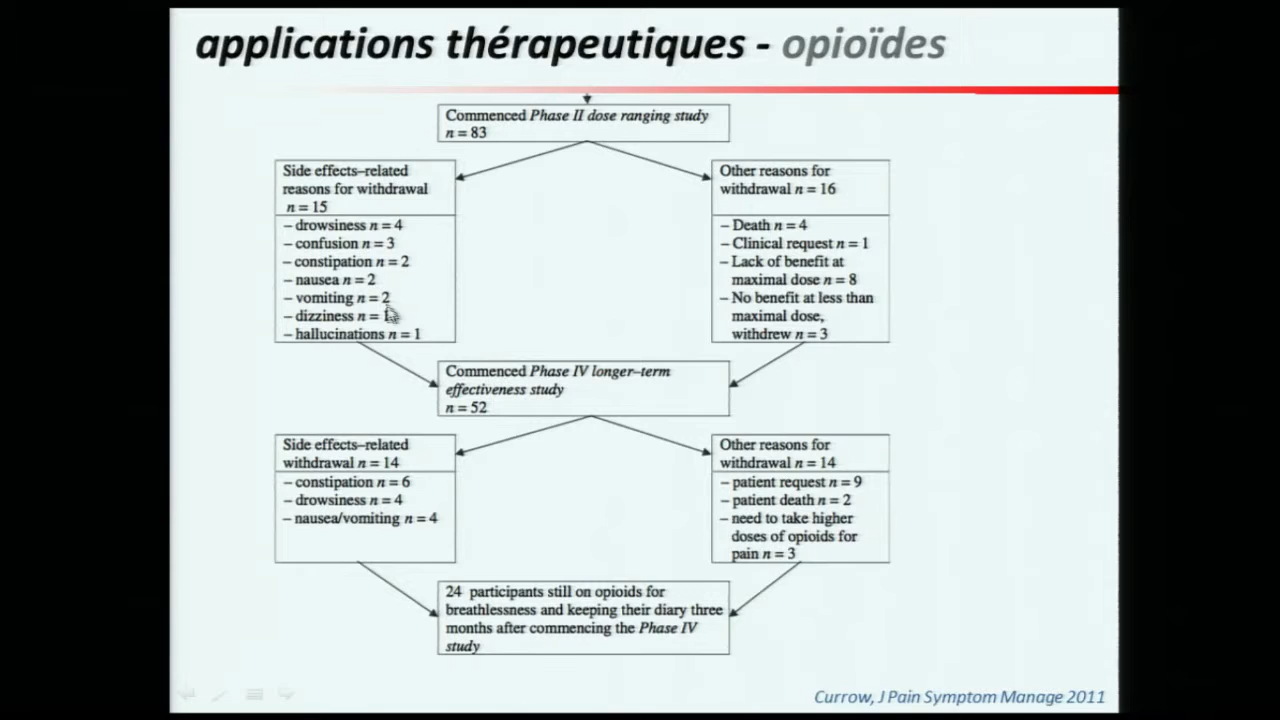 applications thérapeutiques - opioïdes
Commenced Phase II dose ranging study
n = 83
Side effects–related
reasons for withdrawal
n = 15
– drowsiness n = 4
– confusion n = 3
– constipation n = 2
– nausea n = 2
– vomiting n = 2
– dizziness n = 1
– hallucinations n = 1
Other reasons for
withdrawal n = 16
– Death n = 4
– Clinical request n = 1
– Lack of benefit at
maximal dose n = 8
– No benefit at less than
maximal dose,
withdrew n = 3
Commenced Phase IV longer–term
effectiveness study
n = 52
Side effects–related
withdrawal n = 14
– constipation n = 6
– drowsiness n = 4
– nausea/vomiting n = 4
Other reasons for
withdrawal n = 14
– patient request n = 9
– patient death n = 2
– need to take higher
doses of opioids for
pain n = 3
24 participants still on opioids for
breathlessness and keeping their diary three
months after commencing the Phase IV
study
Currow, J Pain Symptom Manage 2011